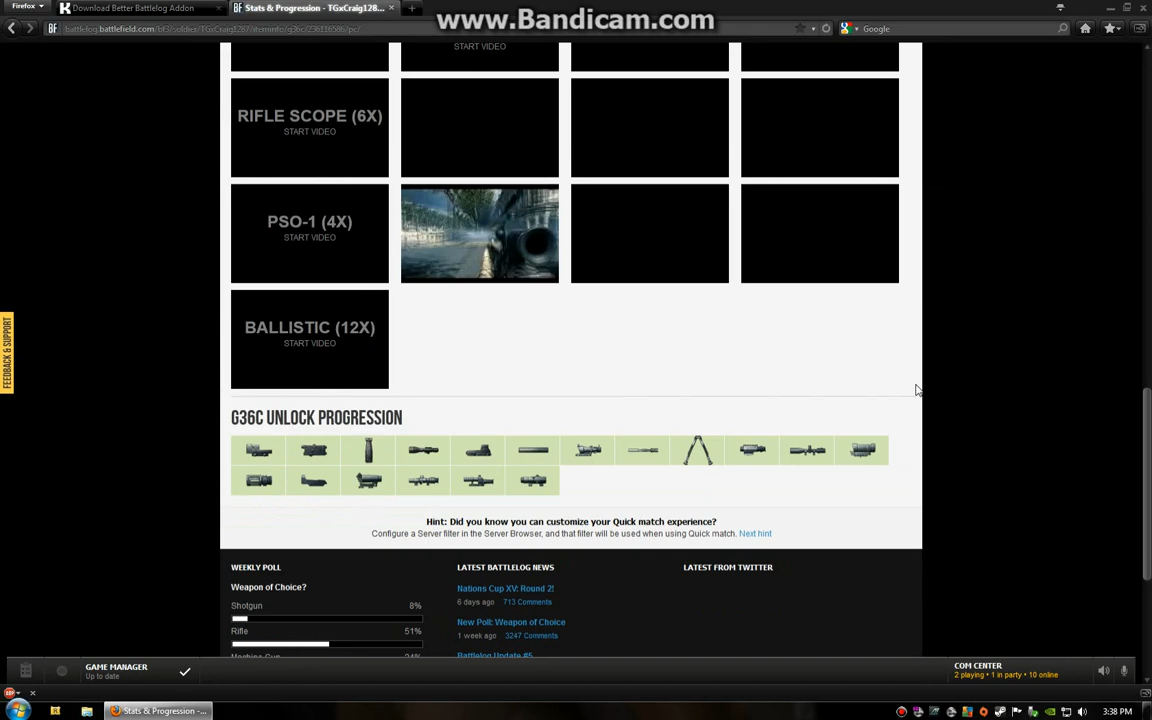 Firefox
Download Better Battlelog Addon
BF Stats & Progression - TGxCraig128...
www.Bandicam.com
Google
START VIDEO
RIFLE SCOPE (6X)
START VIDEO
PSO-1 (4X)
START VIDEO
BALLISTIC (12X)
START VIDEO
FEEDBACK & SUPPORT
G36C UNLOCK PROGRESSION
Hint: Did you know you can customize your Quick match experience?
Configure a Server filter in the Server Browser, and that filter will be used when using Quick match. Next hint
WEEKLY POLL
LATEST BATTLELOG NEWS
LATEST FROM TWITTER
Weapon of Choice?
Nations Cup XV: Round 2!
6 days ago 713 Comments
Shotgun 8%
New Poll: Weapon of Choice
Rifle 51%
1 week ago 3247 Comments
Battlelog Update #5
GAME MANAGER
Up to date
COM CENTER
2 playing • 1 in party • 10 online
Stats & Progression -...
3:38 PM